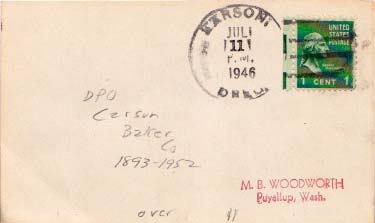 CARSON,
JUL
11
P.M.
1946
OREG.
UNITED
STATES
POSTAGE
1 CENT 1
DPO
Carson
Baker
Co
1893-1952
M. B. WOODWORTH
Puyallup, Wash.
over